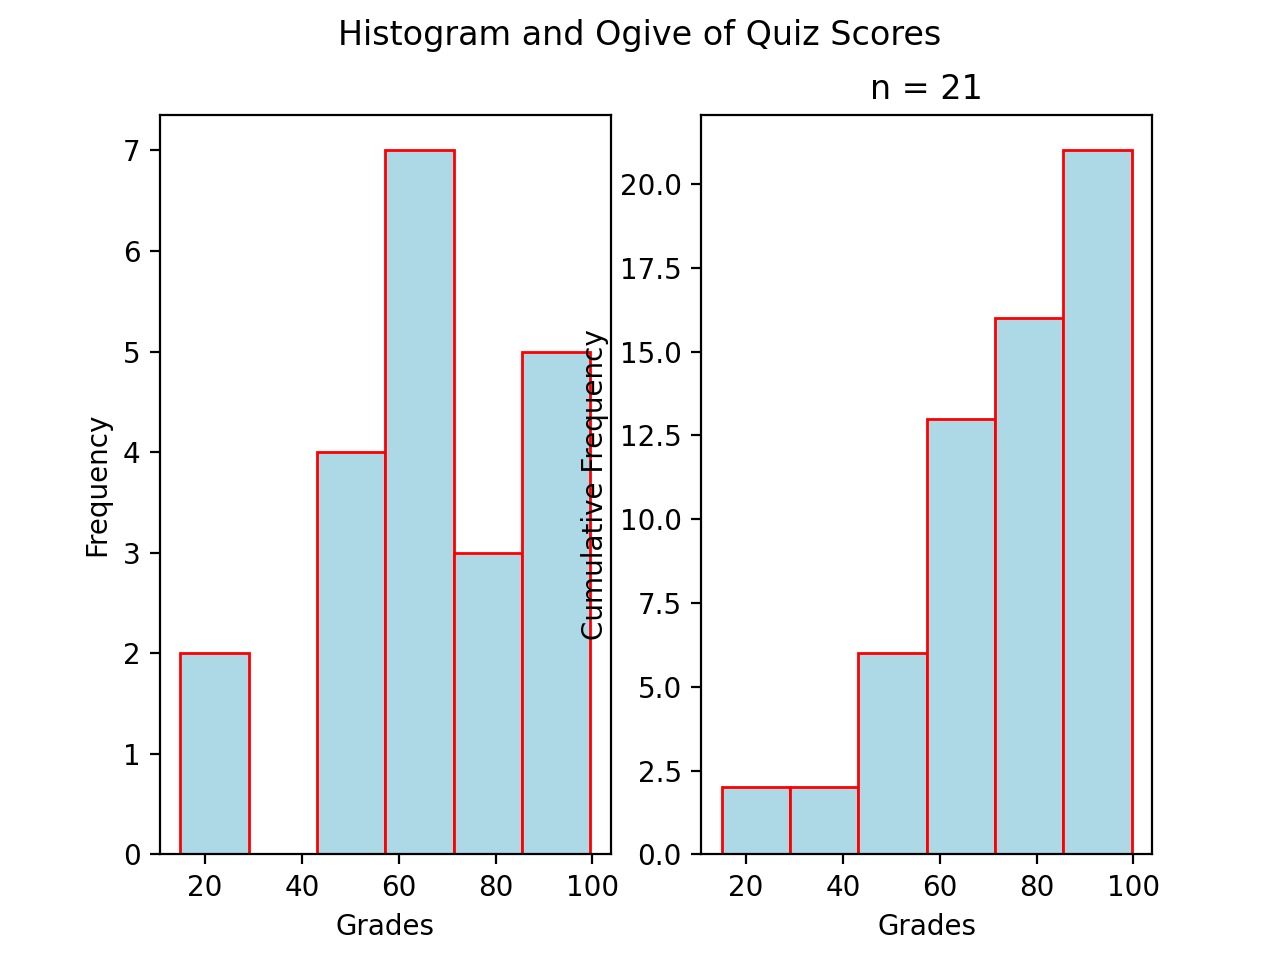 Histogram and Ogive of Quiz Scores
n = 21
Frequency
7
6
5
4
3
2
1
0
20 40 60 80 100
Grades
Cumulative Frequency
20.0
17.5
15.0
12.5
10.0
7.5
5.0
2.5
0.0
20 40 60 80 100
Grades